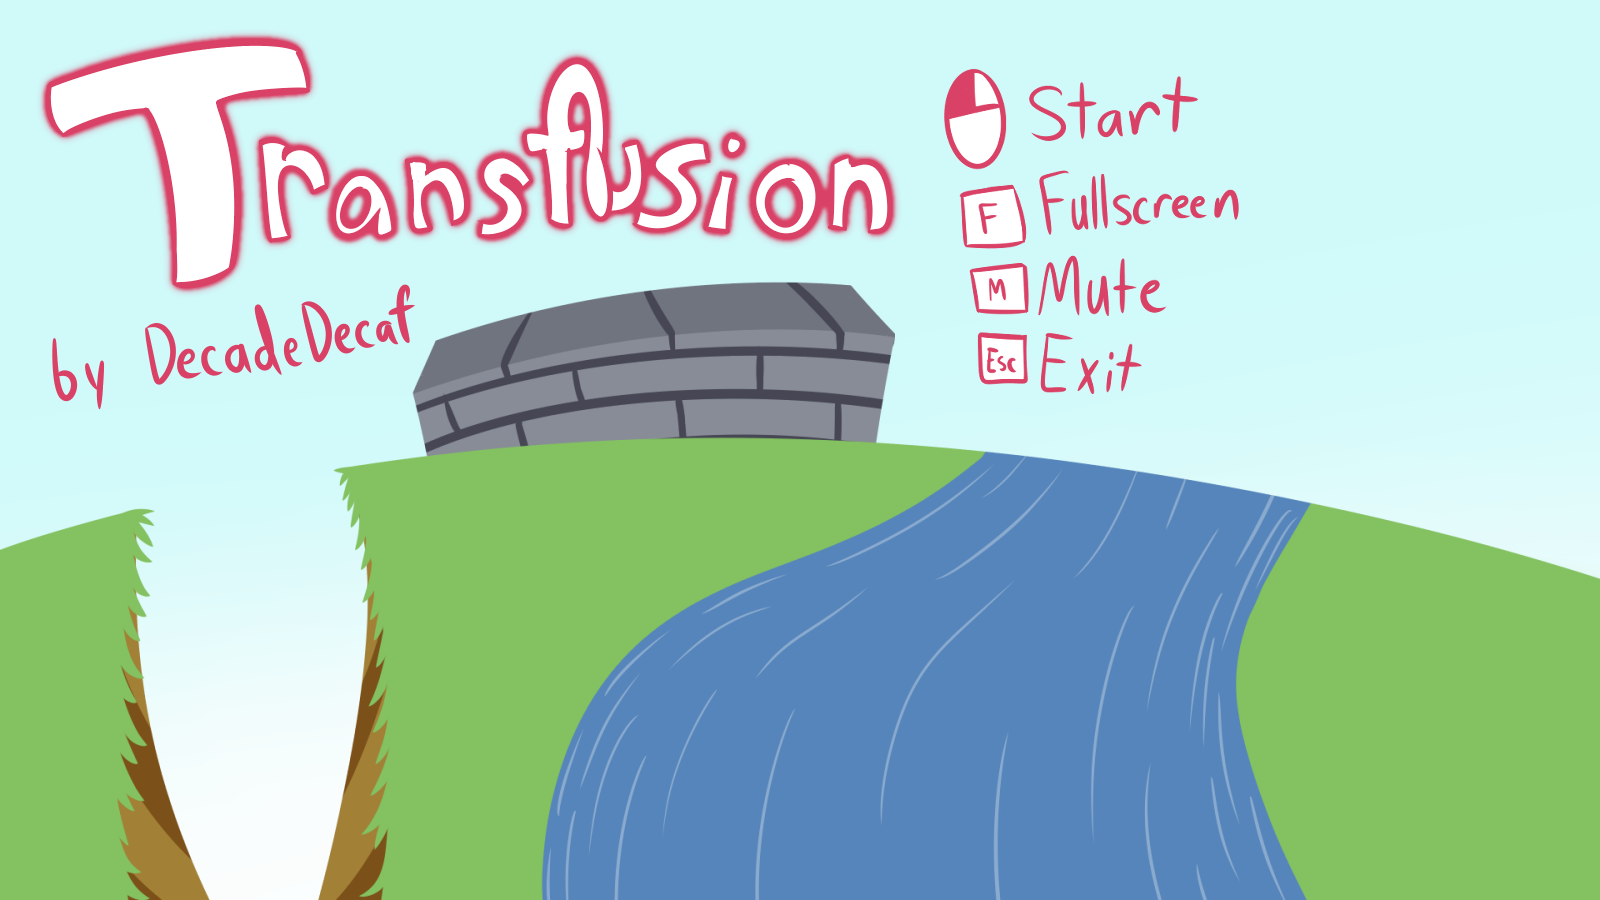 Transfusion
by DecadeDecaf
Start
F Fullscreen
M Mute
Esc Exit